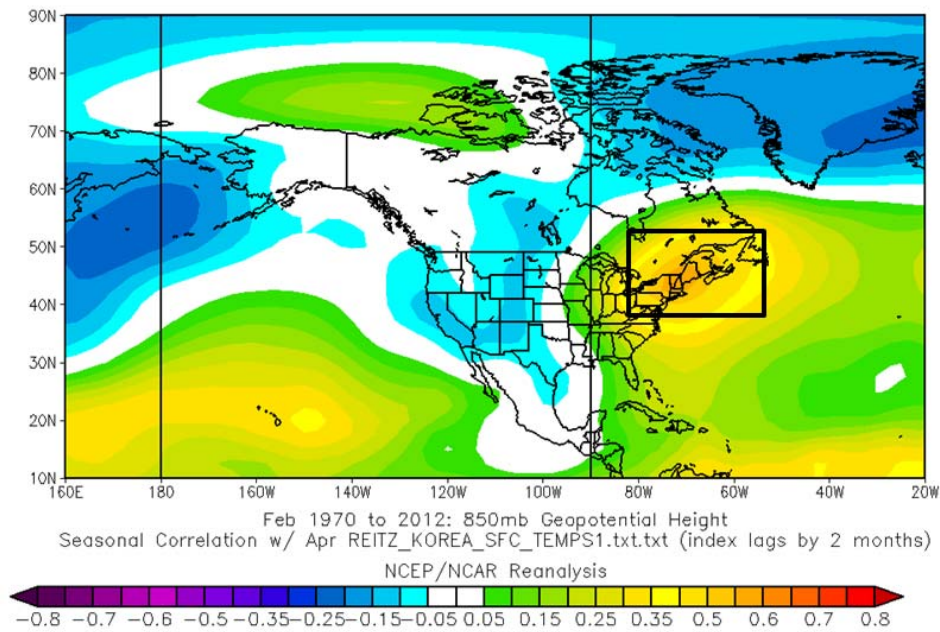 90N
80N
70N
60N
50N
40N
30N
20N
10N
160E 180 160W 140W 120W 100W 80W 60W 40W 20W
Feb 1970 to 2012: 850mb Geopotential Height
Seasonal Correlation w/ Apr REITZ_KOREA_SFC_TEMPS1.txt.txt (index lags by 2 months)
NCEP/NCAR Reanalysis
-0.8 -0.7 -0.6 -0.5 -0.35 -0.25 -0.15 -0.05 0.05 0.15 0.25 0.35 0.45 0.55 0.6 0.7 0.8